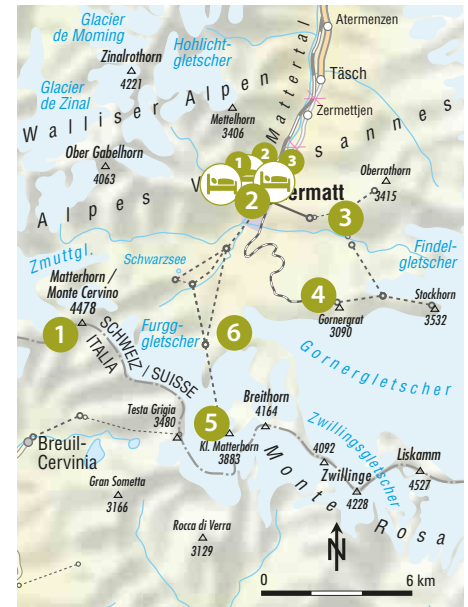 Glacier
de Moming
Zinalrothorn
4221
Hohlicht-
gletscher
Mattertal
Atermenzen
Täsch
Zermettjen
Glacier
de Zinal
Walliser Alpen
Mettelhorn
3406
Ober Gabelhorn
4063
1
2
3
sannes
Oberrothorn
3415
Alpes
V
ermatt
2
3
Findel-
gletscher
Zmuttgl.
Schwarzsee
Matterhorn /
Monte Cervino
4478
4
Gornergrat
3090
Stockhorn
3532
1
SCHWEIZ / SUISSE
ITALIA
Furgg-
gletscher
6
Gornergletscher
5
Breithorn
4164
Testa Grigia
3480
Kl. Matterhorn
3883
Zwillingsgletscher
Breuil-
Cervinia
4092
Zwillinge
4228
Liskamm
4527
Gran Sometta
3166
Monte Rosa
Rocca di Verra
3129
N
0
6 km